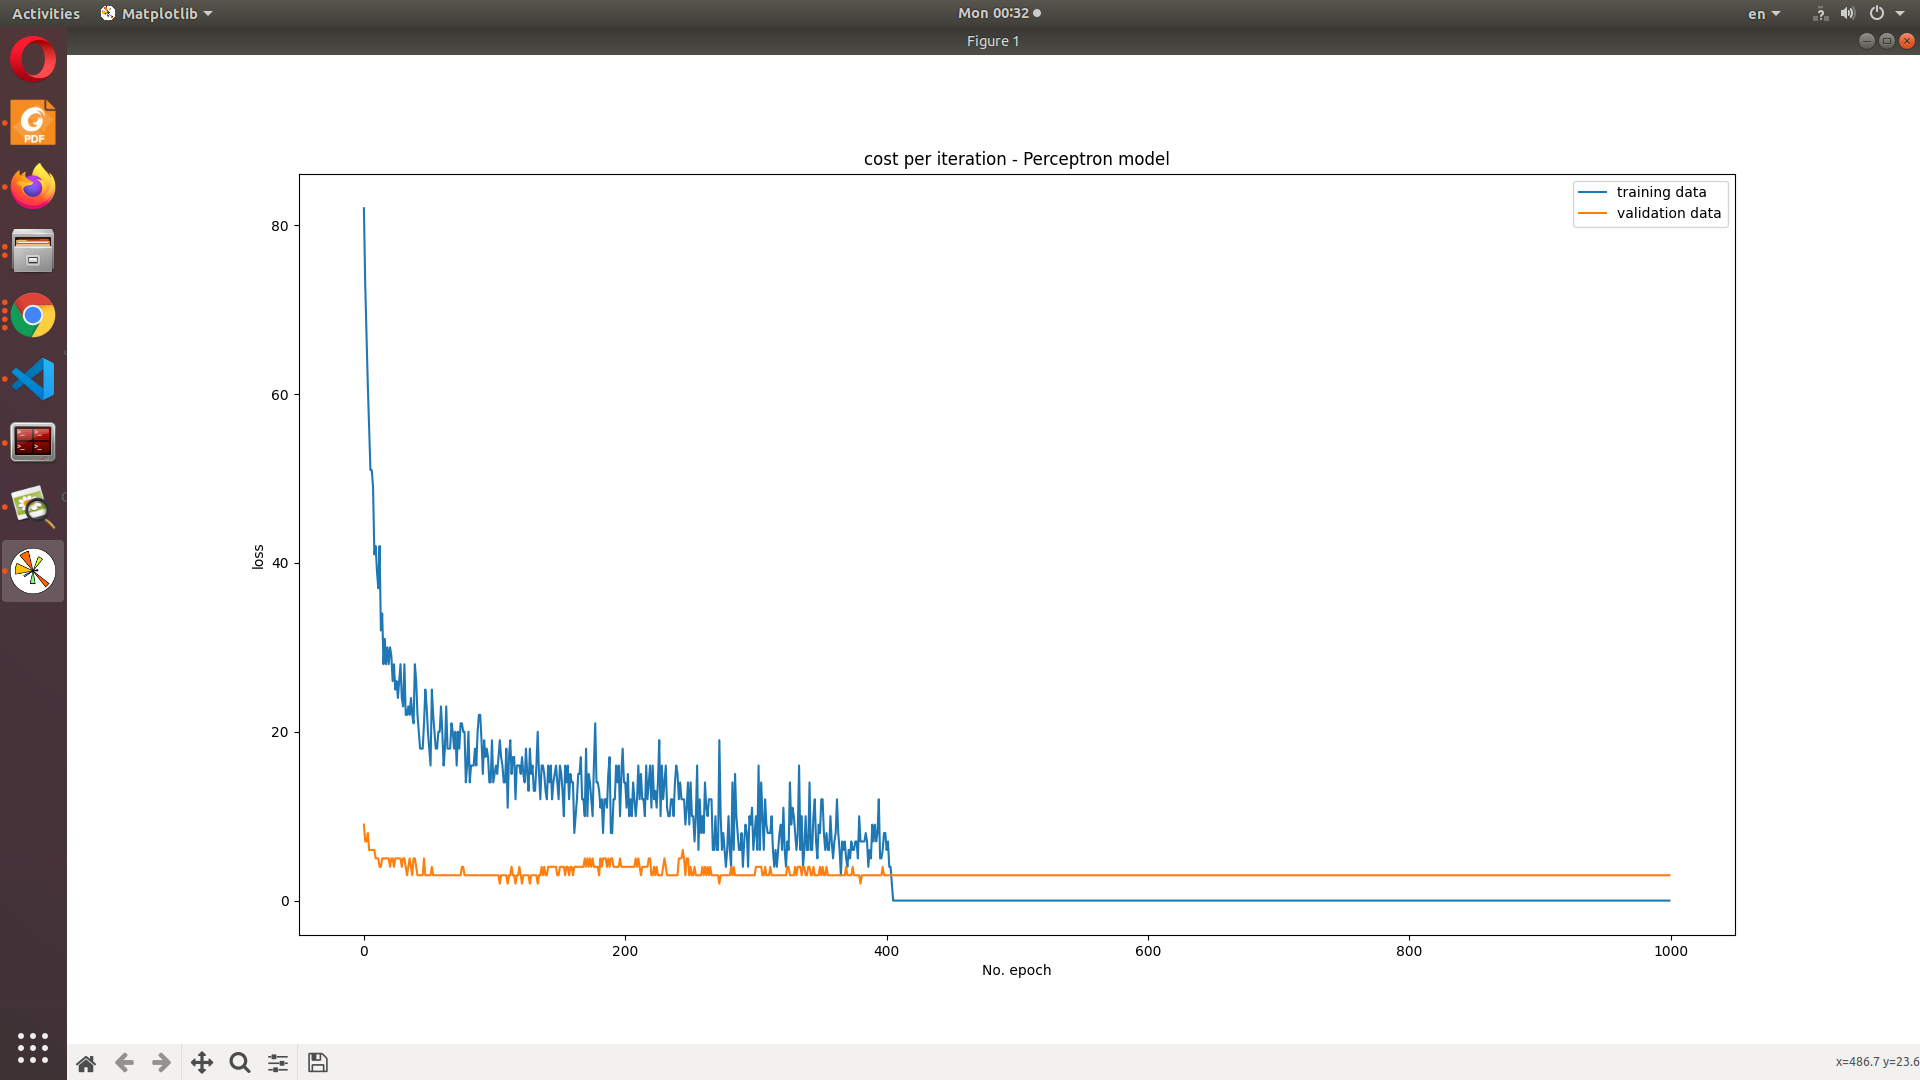 Activities Matplotlib Mon 00:32 en
Figure 1
PDF
cost per iteration - Perceptron model
training data
validation data
80
60
40
20
0
loss
0 200 400 600 800 1000
No. epoch
x=486.7 y=23.6